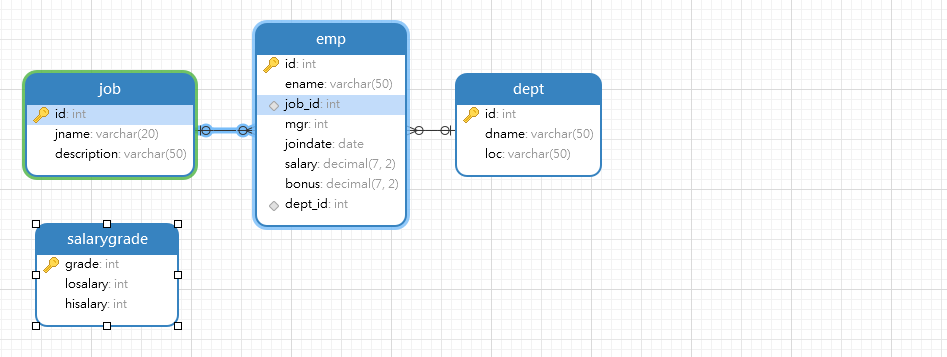 job
id: int
jname: varchar(20)
description: varchar(50)
emp
id: int
ename: varchar(50)
job_id: int
mgr: int
joindate: date
salary: decimal(7, 2)
bonus: decimal(7, 2)
dept_id: int
dept
id: int
dname: varchar(50)
loc: varchar(50)
salarygrade
grade: int
losalary: int
hisalary: int